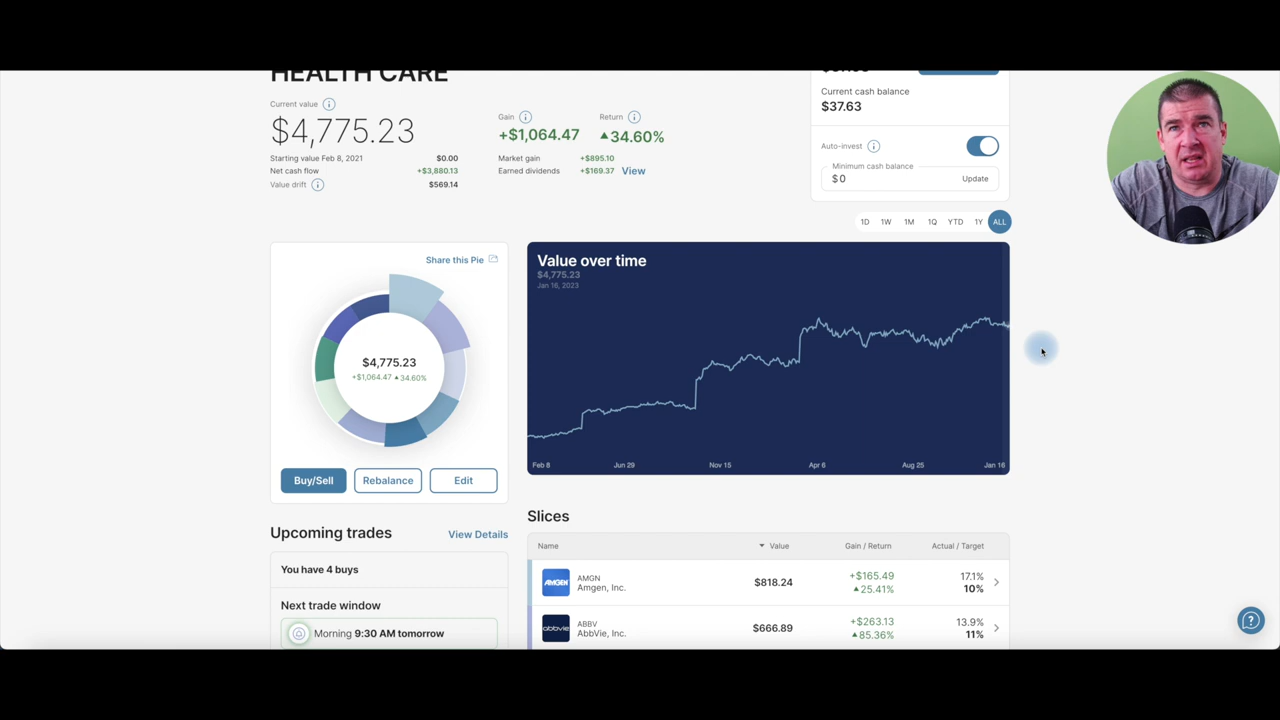 HEALTH CARE
Current value
$4,775.23
Starting value Feb 8, 2021 $0.00
Net cash flow +$3,880.13
Value drift $569.14
Gain
+$1,064.47
Return
34.60%
Market gain +$895.10
Earned dividends +$169.37 View
Current cash balance
$37.63
Auto-invest
Minimum cash balance
$0 Update
1D 1W 1M 1Q YTD 1Y ALL
Share this Pie
$4,775.23
+$1,064.47 34.60%
Buy/Sell Rebalance Edit
Value over time
$4,775.23
Jan 16, 2023
Feb 8 Jun 29 Nov 15 Apr 6 Aug 25 Jan 16
Upcoming trades View Details
You have 4 buys
Next trade window
Morning 9:30 AM tomorrow
Slices
Name Value Gain / Return Actual / Target
AMGEN
AMGN
Amgen, Inc.
$818.24
+$165.49
25.41%
17.1%
10%
abbvie
ABBV
AbbVie, Inc.
$666.89
+$263.13
85.36%
13.9%
11%
?